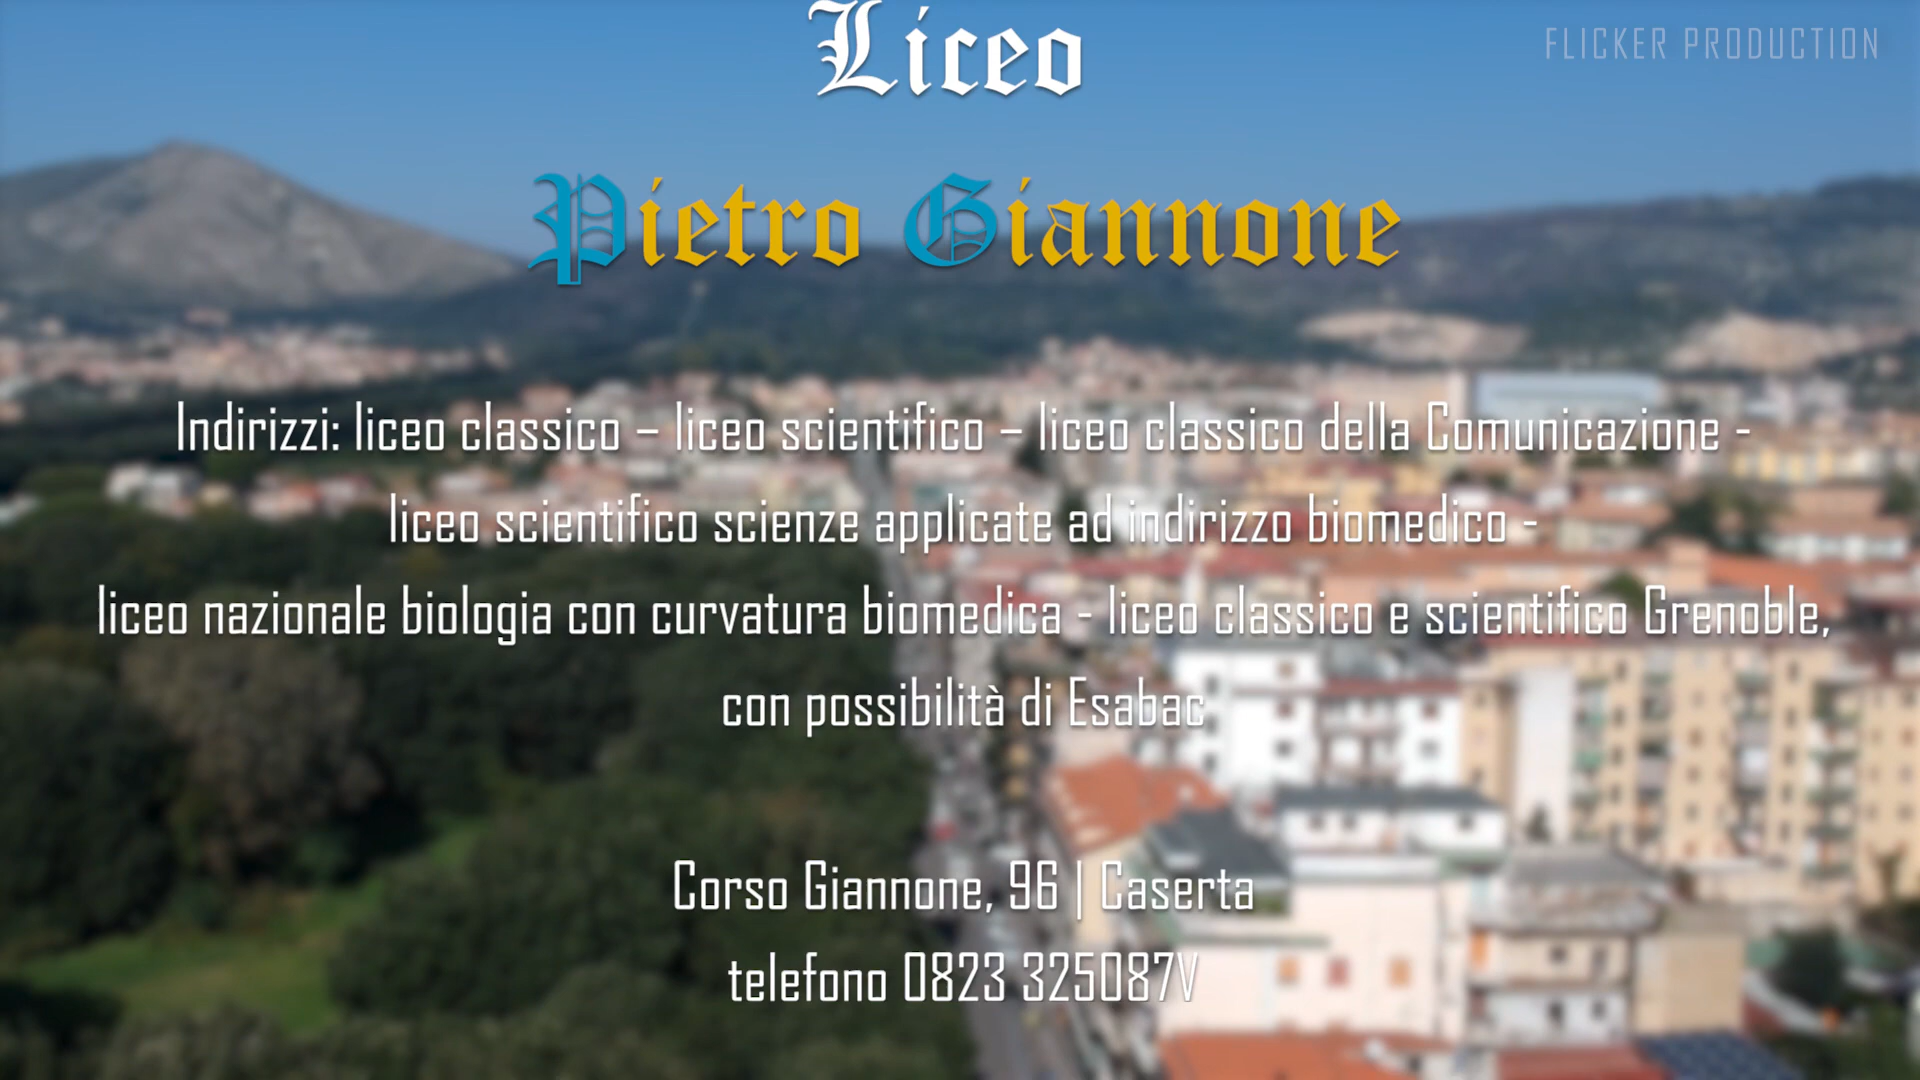 Liceo
FLICKER PRODUCTION
Pietro Giannone
Indirizzi: liceo classico – liceo scientifico – liceo classico della Comunicazione -
liceo scientifico scienze applicate ad indirizzo biomedico -
liceo nazionale biologia con curvatura biomedica - liceo classico e scientifico Grenoble,
con possibilità di Esabac
Corso Giannone, 96 | Caserta
telefono 0823 325087V